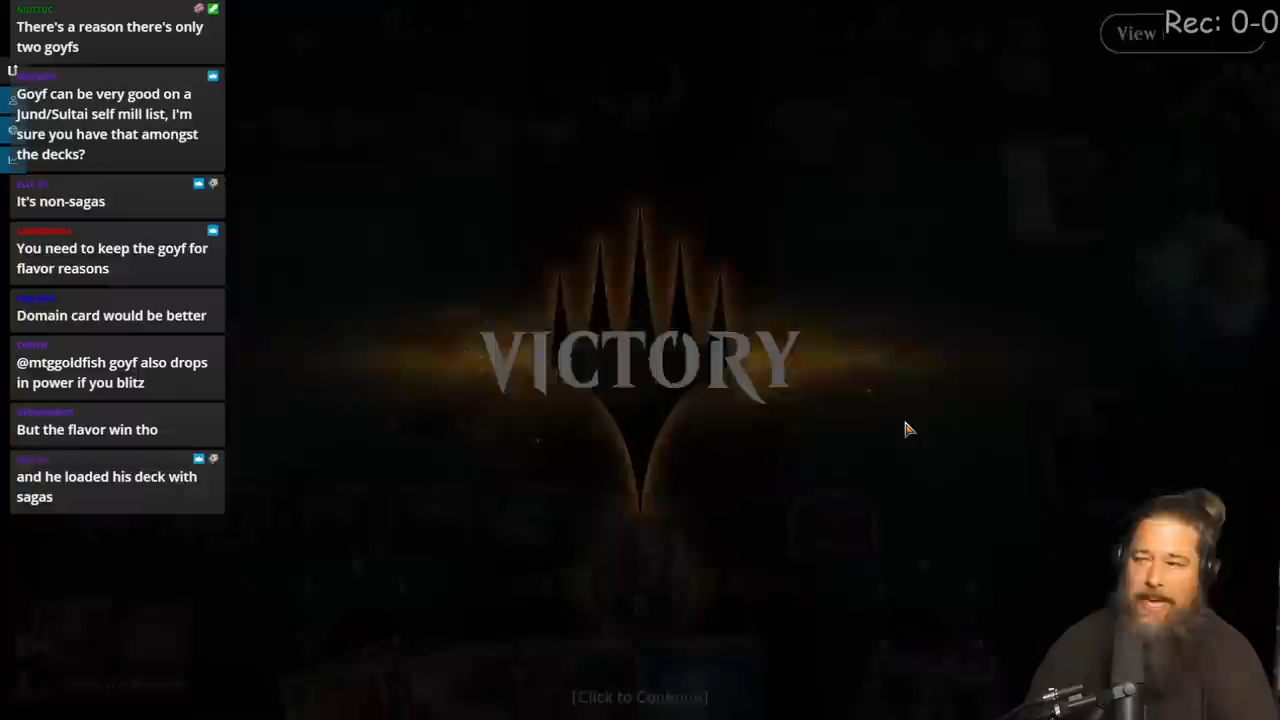 There's a reason there's only
two goyfs
Goyf can be very good on a
Jund/Sultai self mill list, I'm
sure you have that amongst
the decks?
It's non-sagas
You need to keep the goyf for
flavor reasons
Domain card would be better
@mtggoldfish goyf also drops
in power if you blitz
But the flavor win tho
and he loaded his deck with
sagas
View
Rec: 0-0
VICTORY
[Click to Continue]